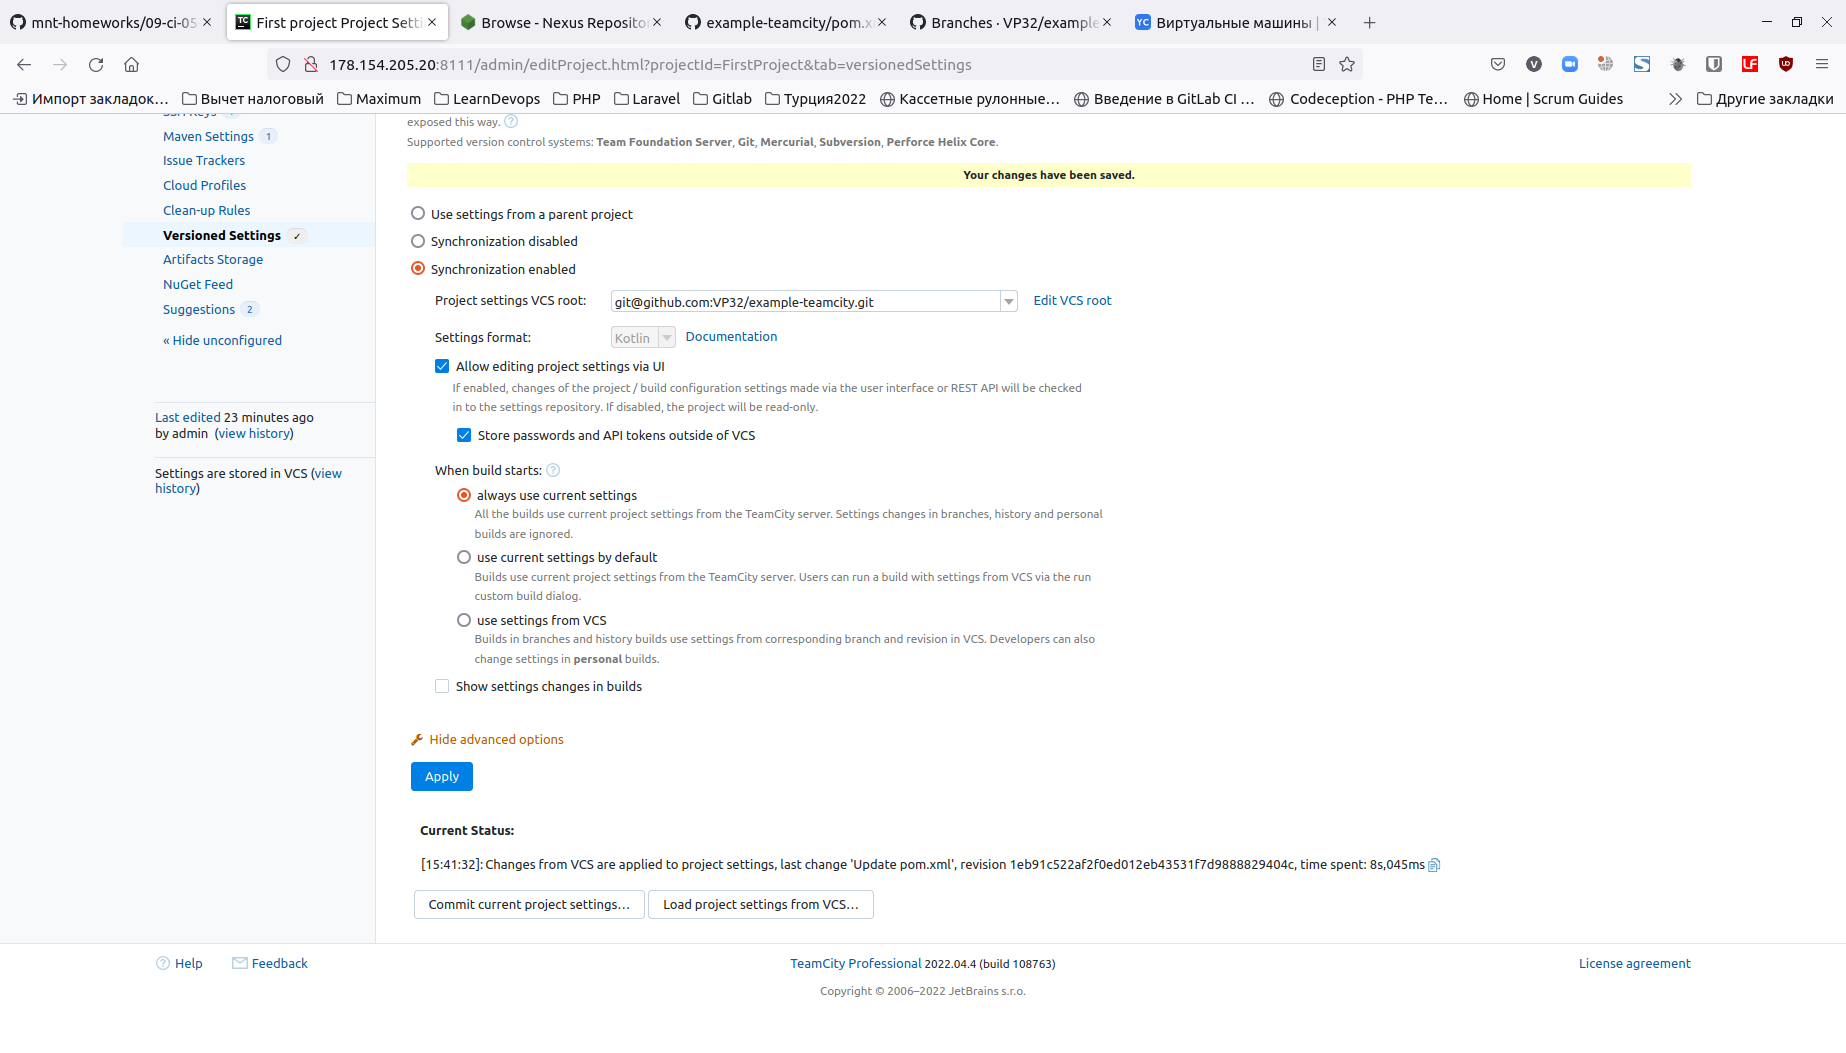 mnt-homeworks/09-ci-05
First project Project Setti
Browse - Nexus Reposito
example-teamcity/pom.x
Branches · VP32/example
Виртуальные машины |
178.154.205.20:8111/admin/editProject.html?projectId=FirstProject&tab=versionedSettings
Импорт закладок...
Вычет налоговый
Maximum
LearnDevops
PHP
Laravel
Gitlab
Турция2022
Кассетные рулонные...
Введение в GitLab CI ...
Codeception - PHP Te...
Home | Scrum Guides
Другие закладки
SSH Keys
Maven Settings 1
Issue Trackers
Cloud Profiles
Clean-up Rules
Versioned Settings ✓
Artifacts Storage
NuGet Feed
Suggestions 2
« Hide unconfigured
Last edited 23 minutes ago
by admin (view history)
Settings are stored in VCS (view
history)
exposed this way.
Supported version control systems: Team Foundation Server, Git, Mercurial, Subversion, Perforce Helix Core.
Your changes have been saved.
Use settings from a parent project
Synchronization disabled
Synchronization enabled
Project settings VCS root: git@github.com:VP32/example-teamcity.git Edit VCS root
Settings format: Kotlin Documentation
Allow editing project settings via UI
If enabled, changes of the project / build configuration settings made via the user interface or REST API will be checked
in to the settings repository. If disabled, the project will be read-only.
Store passwords and API tokens outside of VCS
When build starts:
always use current settings
All the builds use current project settings from the TeamCity server. Settings changes in branches, history and personal
builds are ignored.
use current settings by default
Builds use current project settings from the TeamCity server. Users can run a build with settings from VCS via the run
custom build dialog.
use settings from VCS
Builds in branches and history builds use settings from corresponding branch and revision in VCS. Developers can also
change settings in personal builds.
Show settings changes in builds
Hide advanced options
Apply
Current Status:
[15:41:32]: Changes from VCS are applied to project settings, last change 'Update pom.xml', revision 1eb91c522af2f0ed012eb43531f7d9888829404c, time spent: 8s,045ms
Commit current project settings...
Load project settings from VCS...
Help
Feedback
TeamCity Professional 2022.04.4 (build 108763)
License agreement
Copyright © 2006–2022 JetBrains s.r.o.